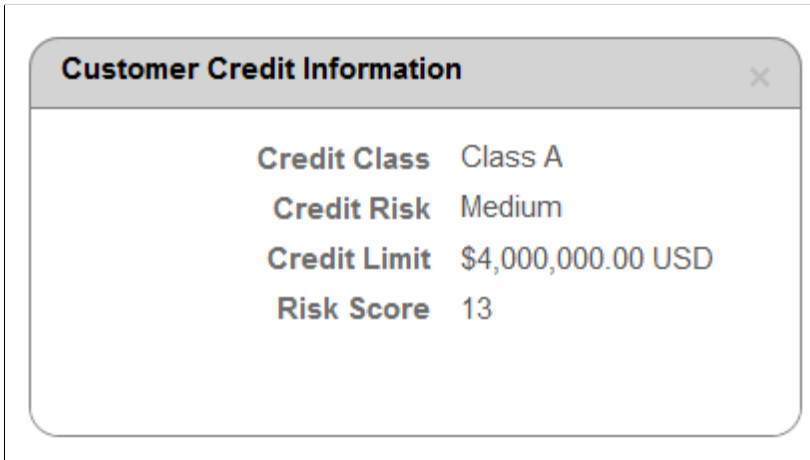 Customer Credit Information
Credit Class Class A
Credit Risk Medium
Credit Limit $4,000,000.00 USD
Risk Score 13